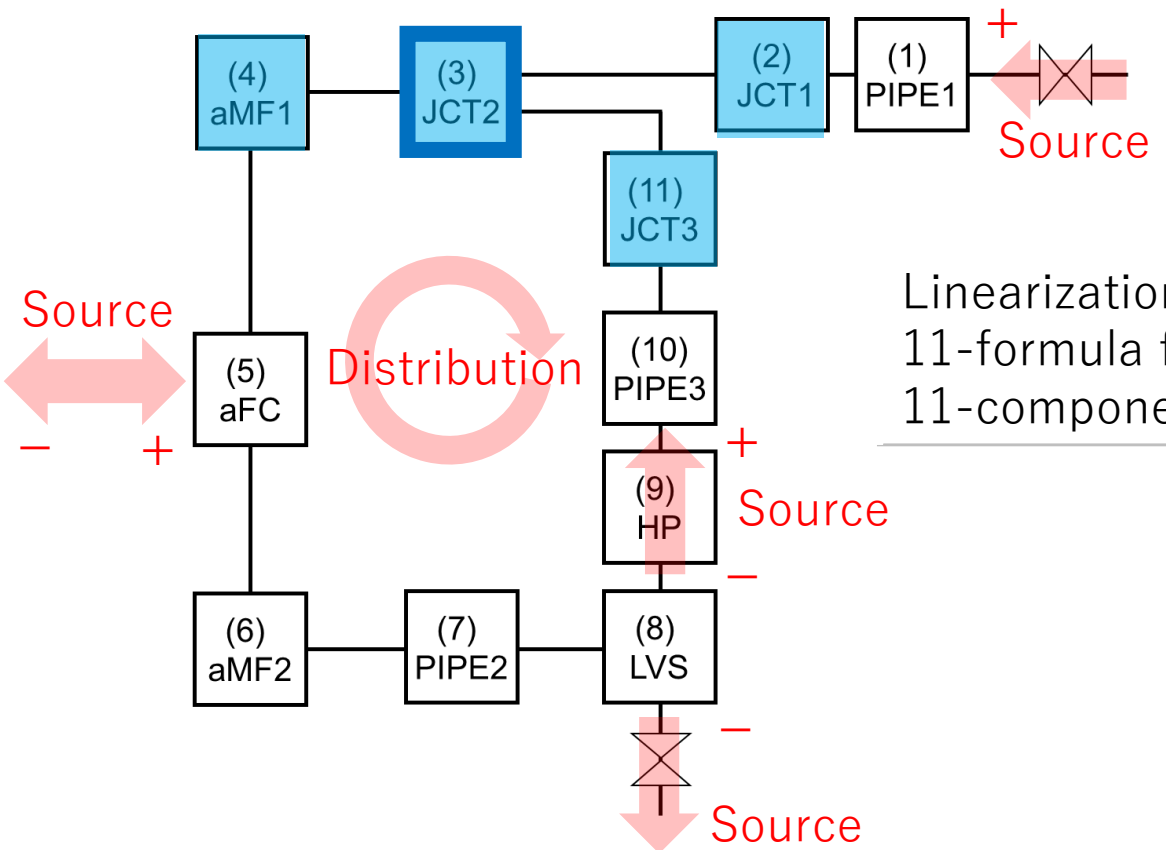 (4)
aMF1
(3)
JCT2
(2)
JCT1
(1)
PIPE1
+
Source
(11)
JCT3
Linearization
11-formula f
11-compone
Source
(5)
aFC
−
+
Distribution
(10)
PIPE3
+
(9)
HP
Source
−
(6)
aMF2
(7)
PIPE2
(8)
LVS
−
Source